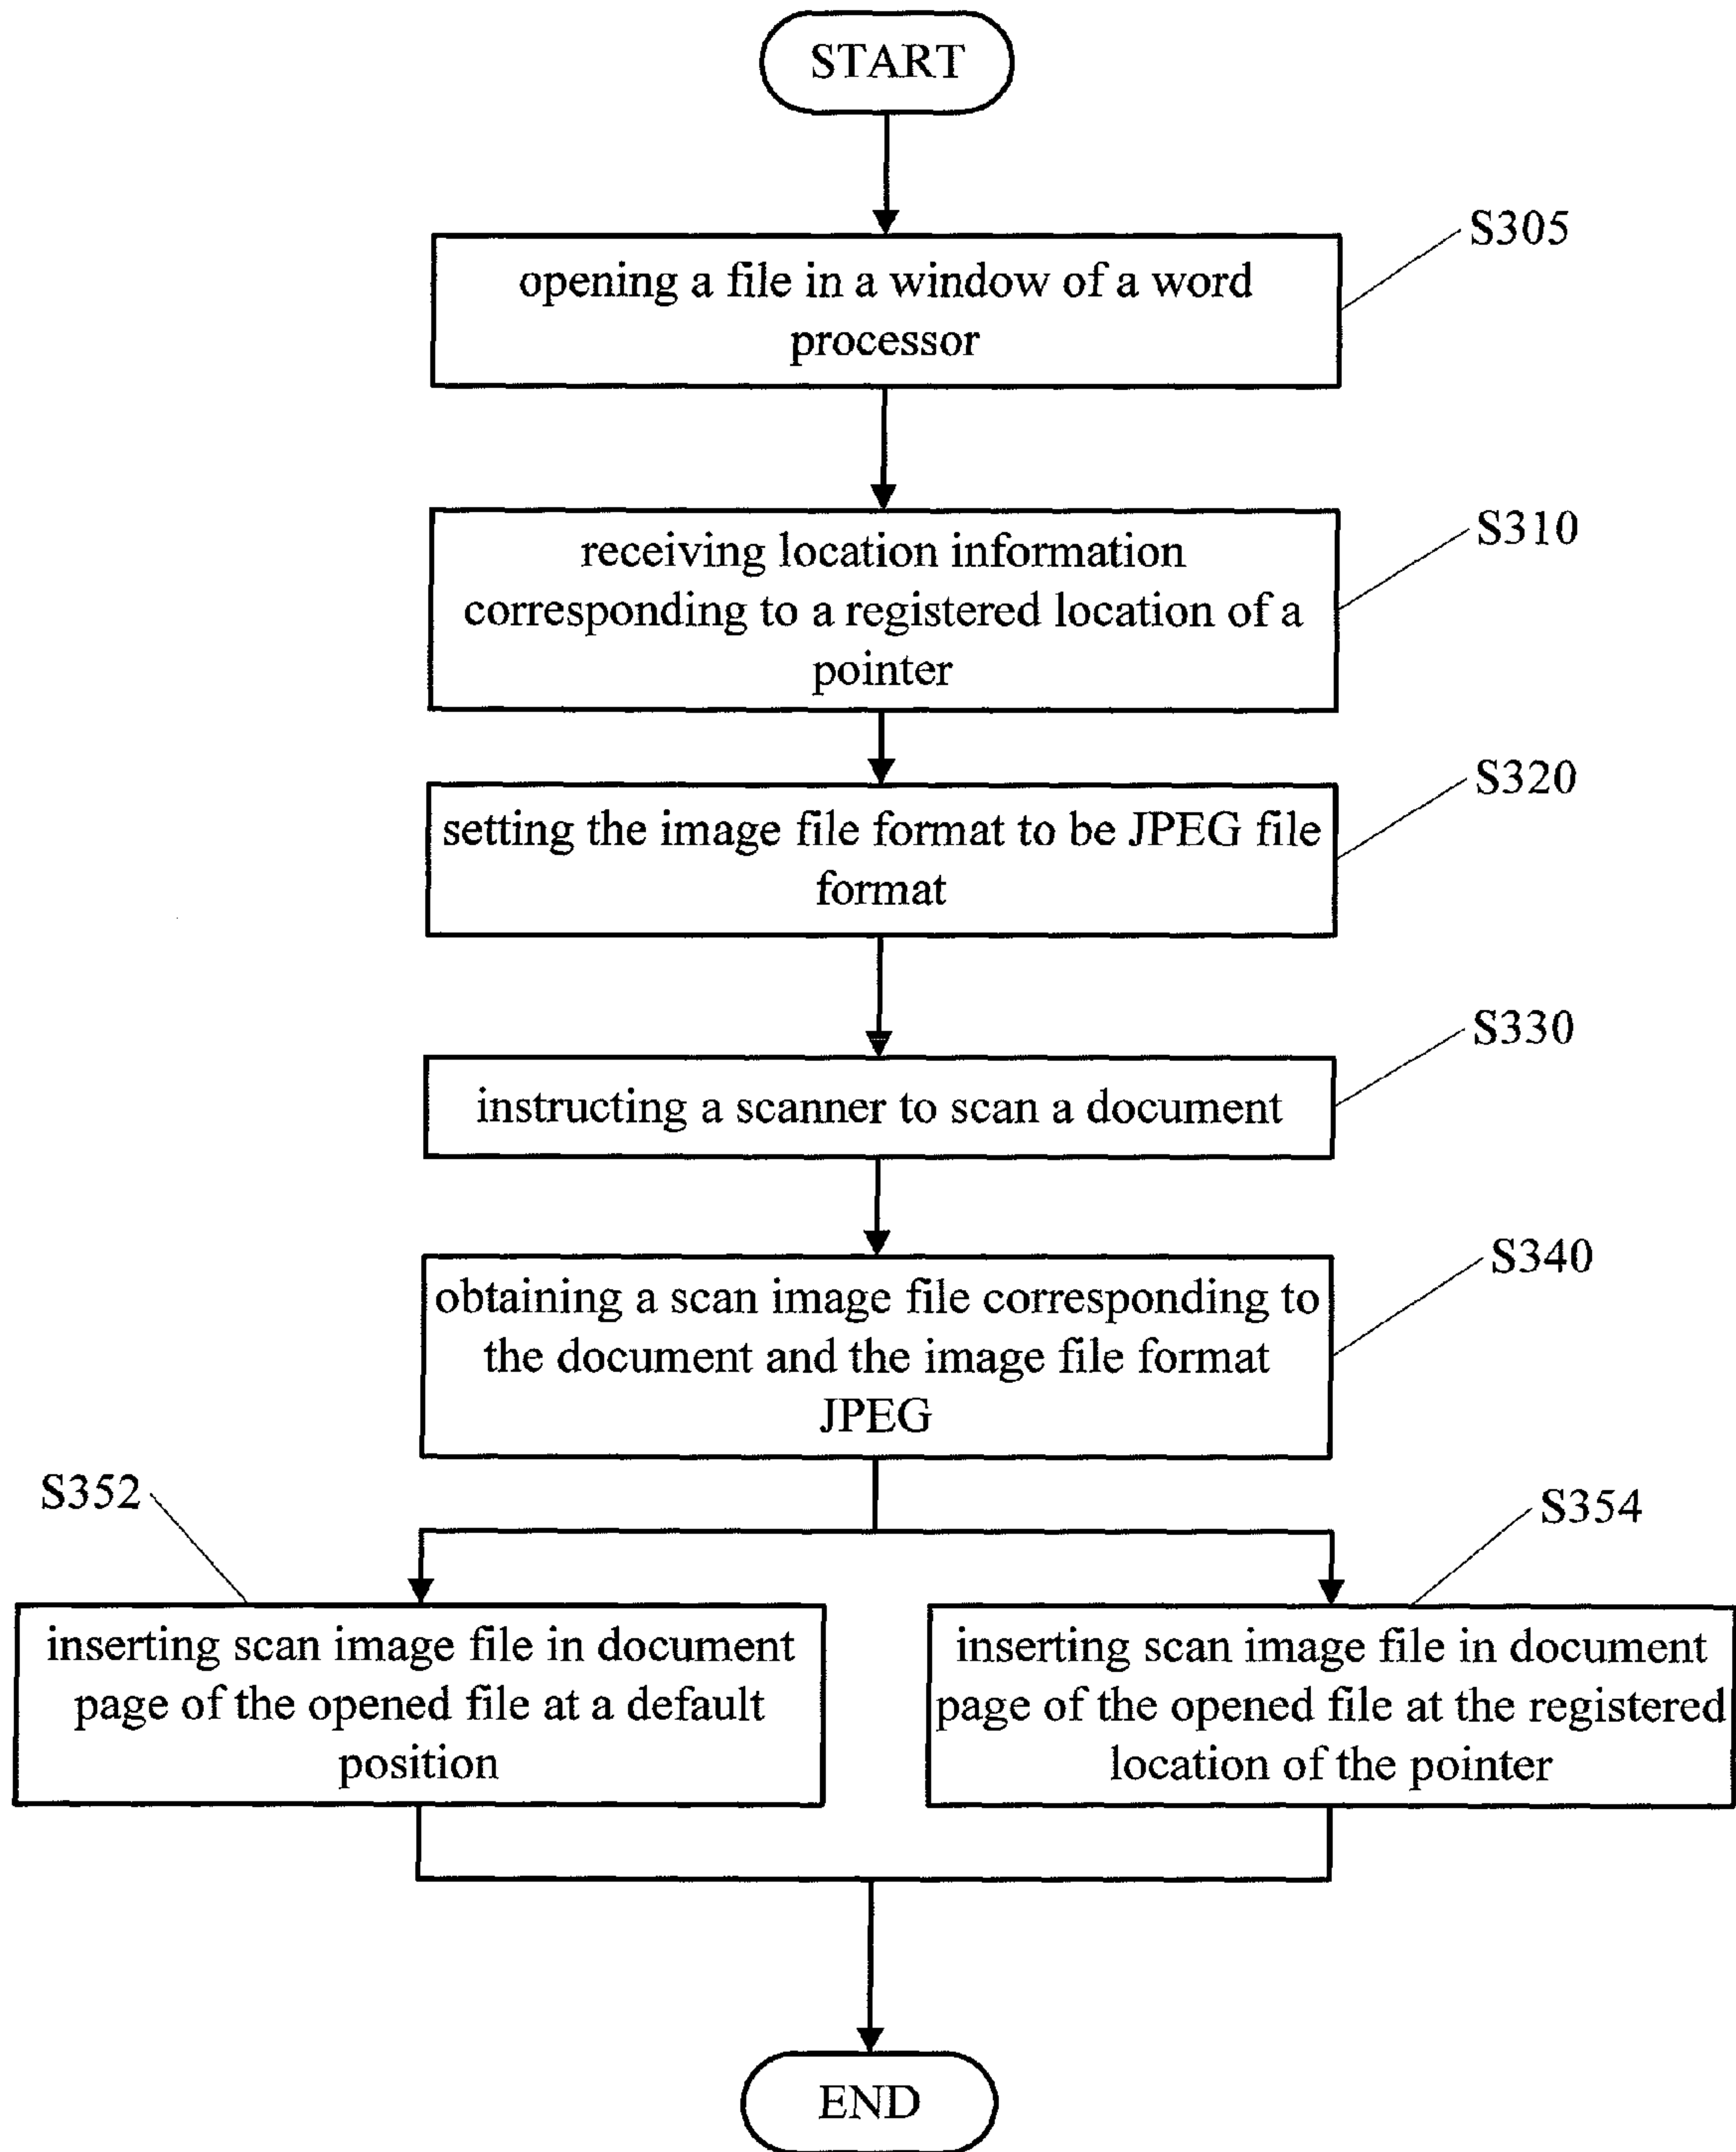 START
S305
opening a file in a window of a word
processor
S310
receiving location information
corresponding to a registered location of a
pointer
S320
setting the image file format to be JPEG file
format
S330
instructing a scanner to scan a document
S340
obtaining a scan image file corresponding to
the document and the image file format
JPEG
S352
inserting scan image file in document
page of the opened file at a default
position
S354
inserting scan image file in document
page of the opened file at the registered
location of the pointer
END